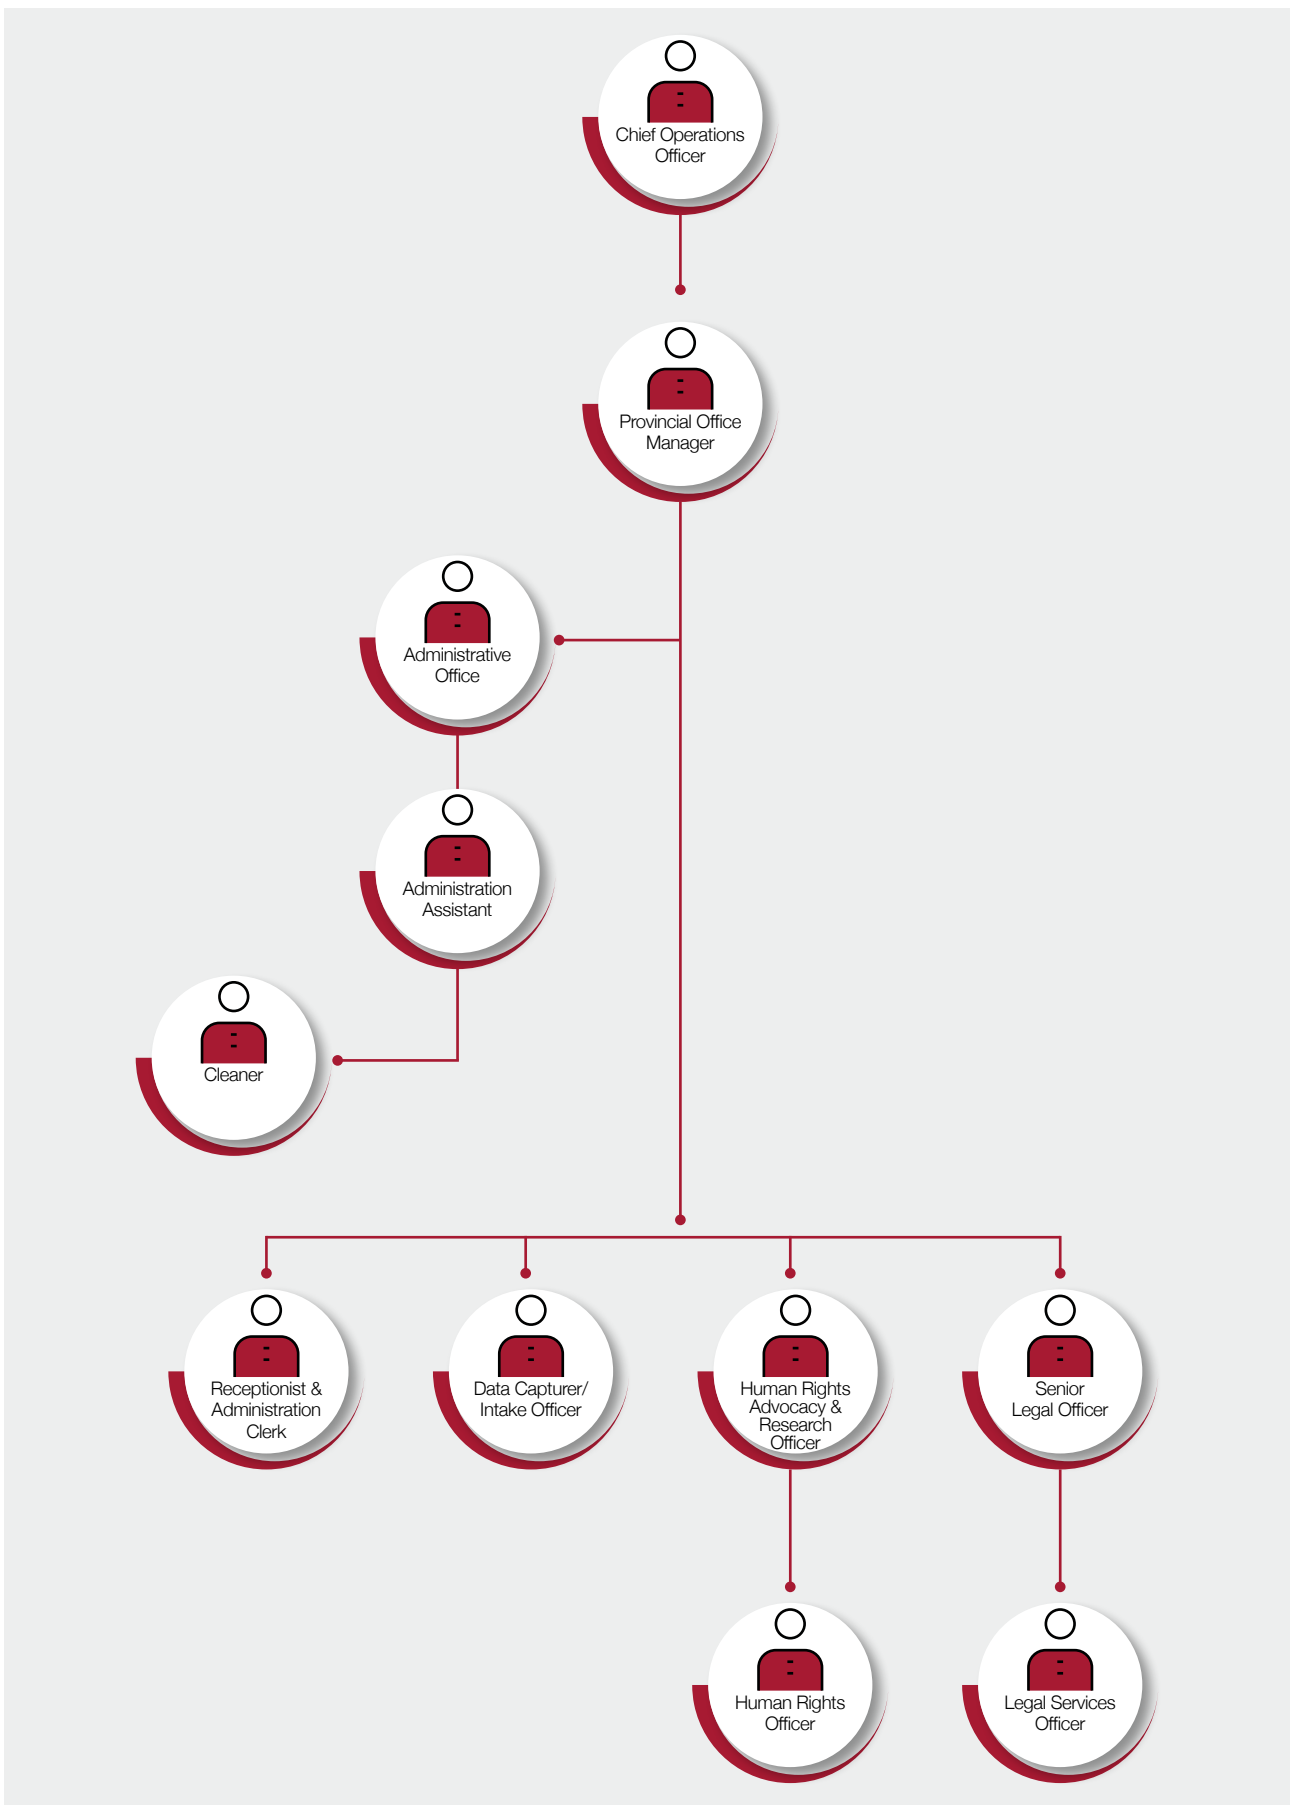 Chief Operations
Officer
Provincial Office
Manager
Administrative
Office
Administration
Assistant
Cleaner
Receptionist &
Administration
Clerk
Data Capturer/
Intake Officer
Human Rights
Advocacy &
Research
Officer
Senior
Legal Officer
Human Rights
Officer
Legal Services
Officer